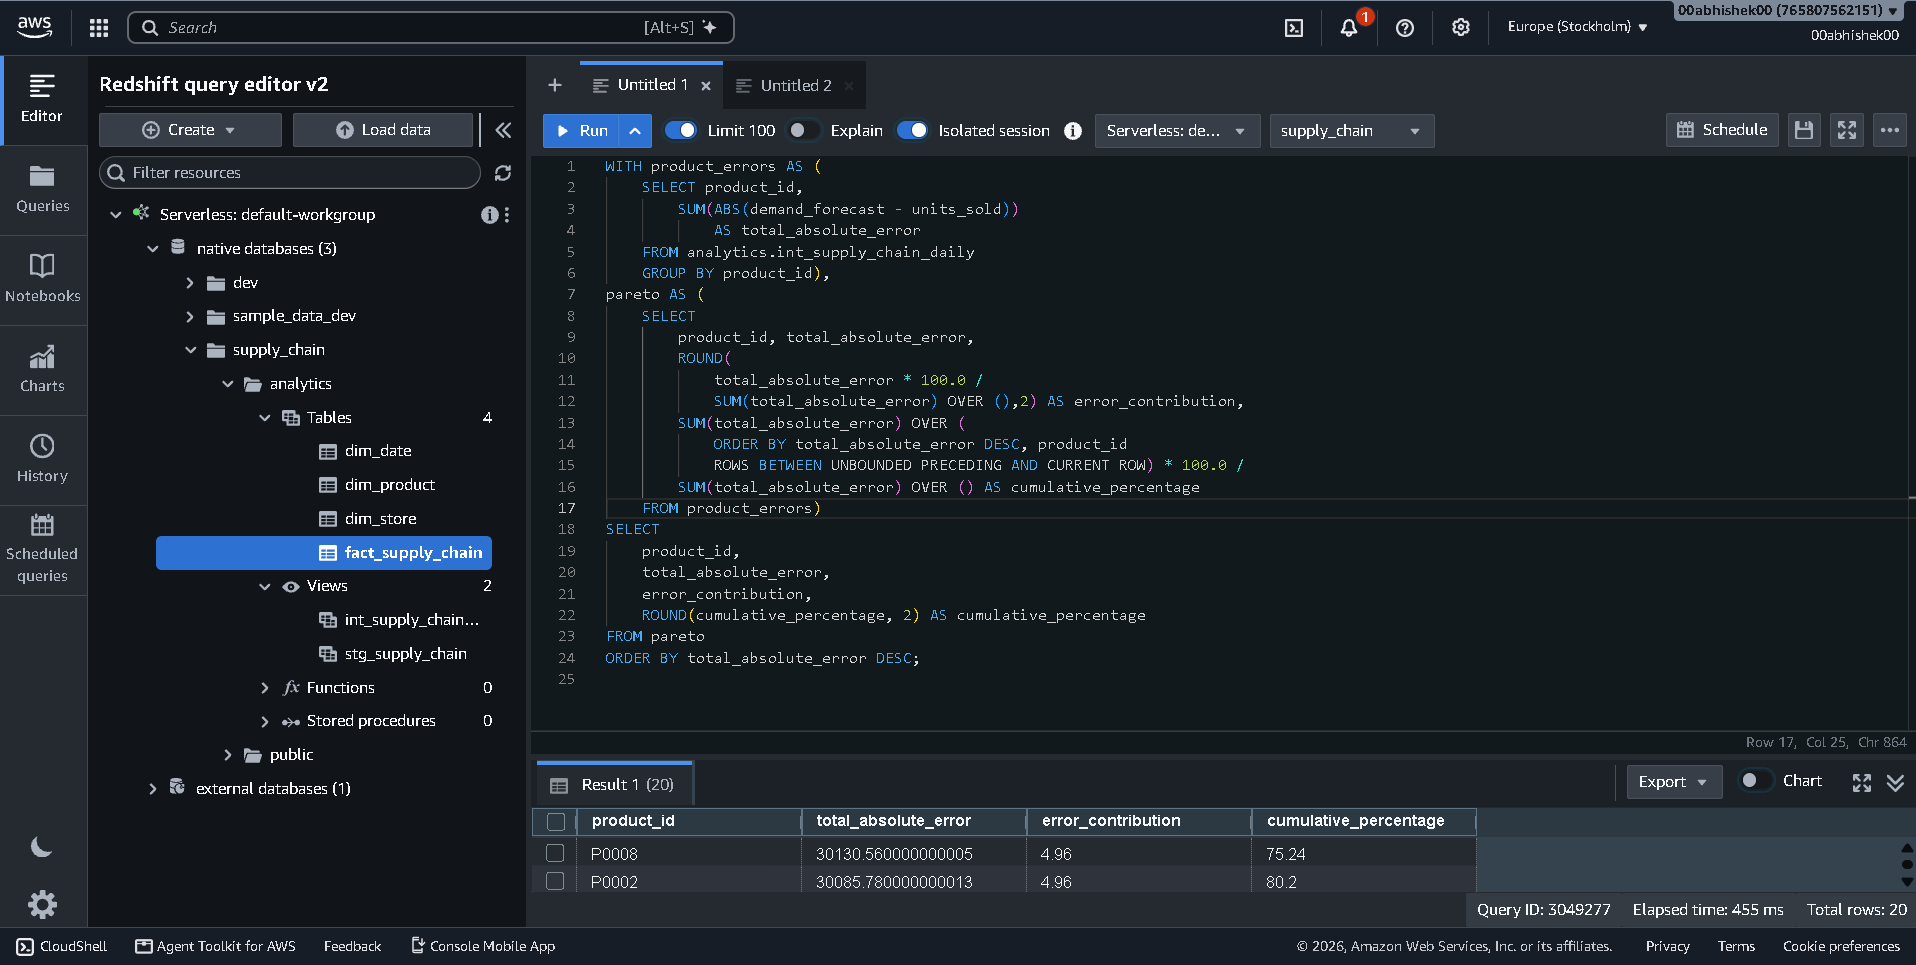 aws
Search [Alt+S]
1
Europe (Stockholm)
00abhishek00 (765807562151)
00abhishek00
Editor
Queries
Notebooks
Charts
History
Scheduled
queries
Redshift query editor v2
Create
Load data
Filter resources
Serverless: default-workgroup
native databases (3)
dev
sample_data_dev
supply_chain
analytics
Tables 4
dim_date
dim_product
dim_store
fact_supply_chain
Views 2
int_supply_chain...
stg_supply_chain
fx Functions 0
Stored procedures 0
public
external databases (1)
Untitled 1
Untitled 2
Run
Limit 100
Explain
Isolated session
Serverless: de...
supply_chain
Schedule
1 WITH product_errors AS (
2 SELECT product_id,
3 SUM(ABS(demand_forecast - units_sold))
4 AS total_absolute_error
5 FROM analytics.int_supply_chain_daily
6 GROUP BY product_id),
7 pareto AS (
8 SELECT
9 product_id, total_absolute_error,
10 ROUND(
11 total_absolute_error * 100.0 /
12 SUM(total_absolute_error) OVER (),2) AS error_contribution,
13 SUM(total_absolute_error) OVER (
14 ORDER BY total_absolute_error DESC, product_id
15 ROWS BETWEEN UNBOUNDED PRECEDING AND CURRENT ROW) * 100.0 /
16 SUM(total_absolute_error) OVER () AS cumulative_percentage
17 FROM product_errors)
18 SELECT
19 product_id,
20 total_absolute_error,
21 error_contribution,
22 ROUND(cumulative_percentage, 2) AS cumulative_percentage
23 FROM pareto
24 ORDER BY total_absolute_error DESC;
25
Row 17, Col 25, Chr 864
Result 1 (20)
Export
Chart
product_id total_absolute_error error_contribution cumulative_percentage
P0008 30130.560000000005 4.96 75.24
P0002 30085.780000000013 4.96 80.2
Query ID: 3049277 Elapsed time: 455 ms Total rows: 20
CloudShell
Agent Toolkit for AWS
Feedback
Console Mobile App
© 2026, Amazon Web Services, Inc. or its affiliates.
Privacy
Terms
Cookie preferences